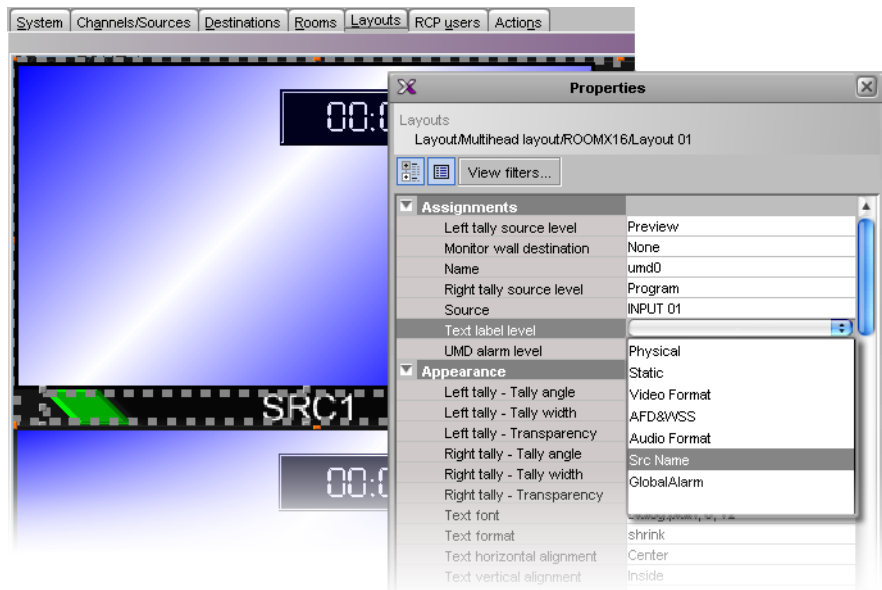 System Channels/Sources Destinations Rooms Layouts RCP users Actions
00:0
Properties
Layouts
Layout/Multihead layout/ROOMX16/Layout 01
View filters...
Assignments
Left tally source level Preview
Monitor wall destination None
Name umd0
Right tally source level Program
Source INPUT 01
Text label level
UMD alarm level
Physical
Static
Video Format
AFD&WSS
Audio Format
Src Name
GlobalAlarm
Appearance
Left tally - Tally angle
Left tally - Tally width
Left tally - Transparency
Right tally - Tally angle
Right tally - Tally width
Right tally - Transparency
Text font
Text format shrink
Text horizontal alignment Center
Text vertical alignment Inside
SRC1
00:0